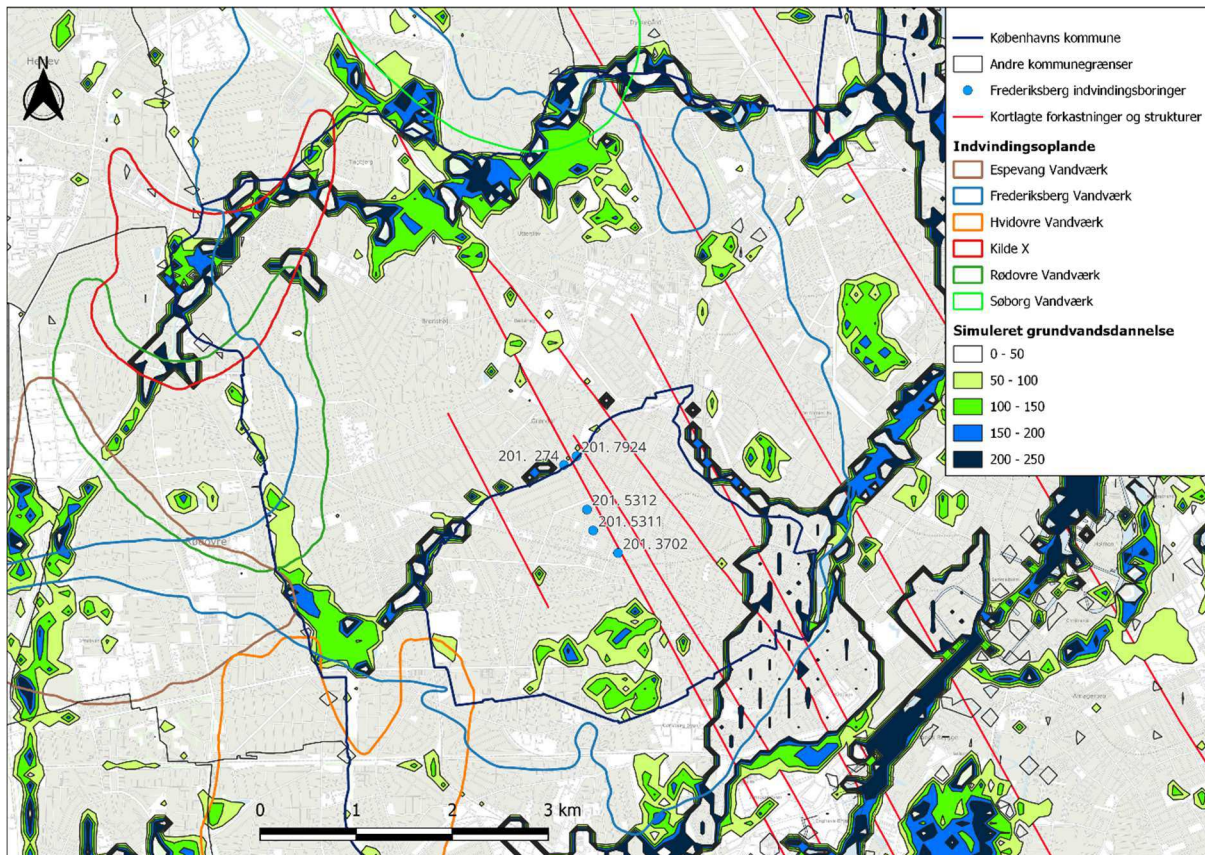 Københavns kommune
Andre kommunegrænser
Frederiksberg indvindingsboringer
Kortlagte forkastninger og strukturer
Indvindingsoplande
Espevang Vandværk
Frederiksberg Vandværk
Hvidovre Vandværk
Kilde X
Rødovre Vandværk
Søborg Vandværk
Simuleret grundvandsdannelse
0 - 50
50 - 100
100 - 150
150 - 200
200 - 250
N
Utterslev
Brønshøj
201. 274
201. 7924
201. 5312
201. 5311
201. 3702
0 1 2 3 km